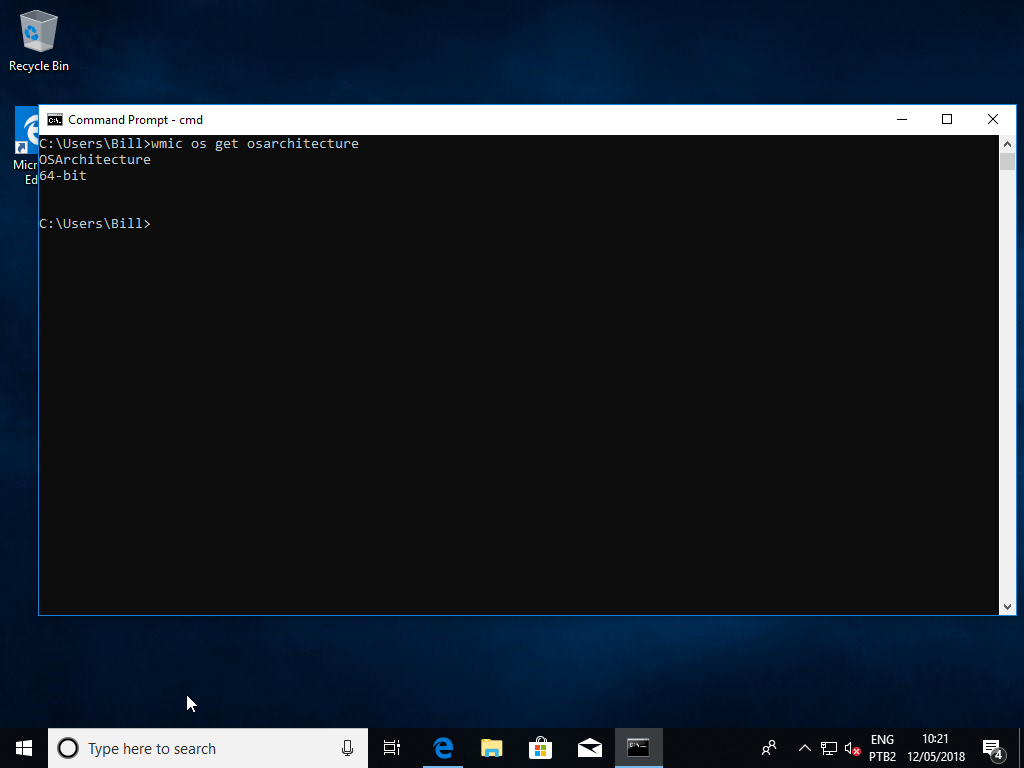 Recycle Bin
Micr
Ed
Command Prompt - cmd
C:\Users\Bill>wmic os get osarchitecture
OSArchitecture
64-bit
C:\Users\Bill>
Type here to search
ENG
PTB2
10:21
12/05/2018
4